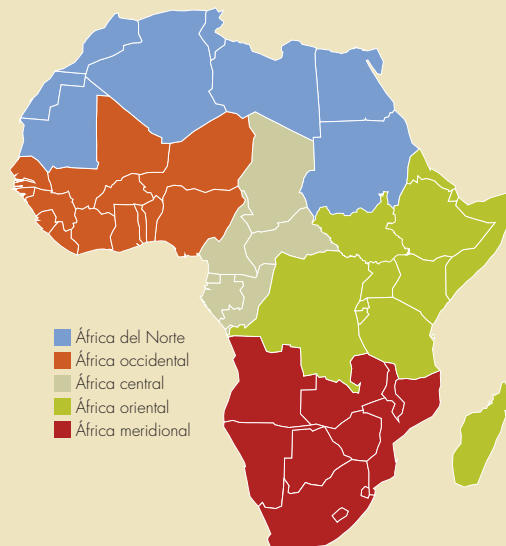 África del Norte
África occidental
África central
África oriental
África meridional